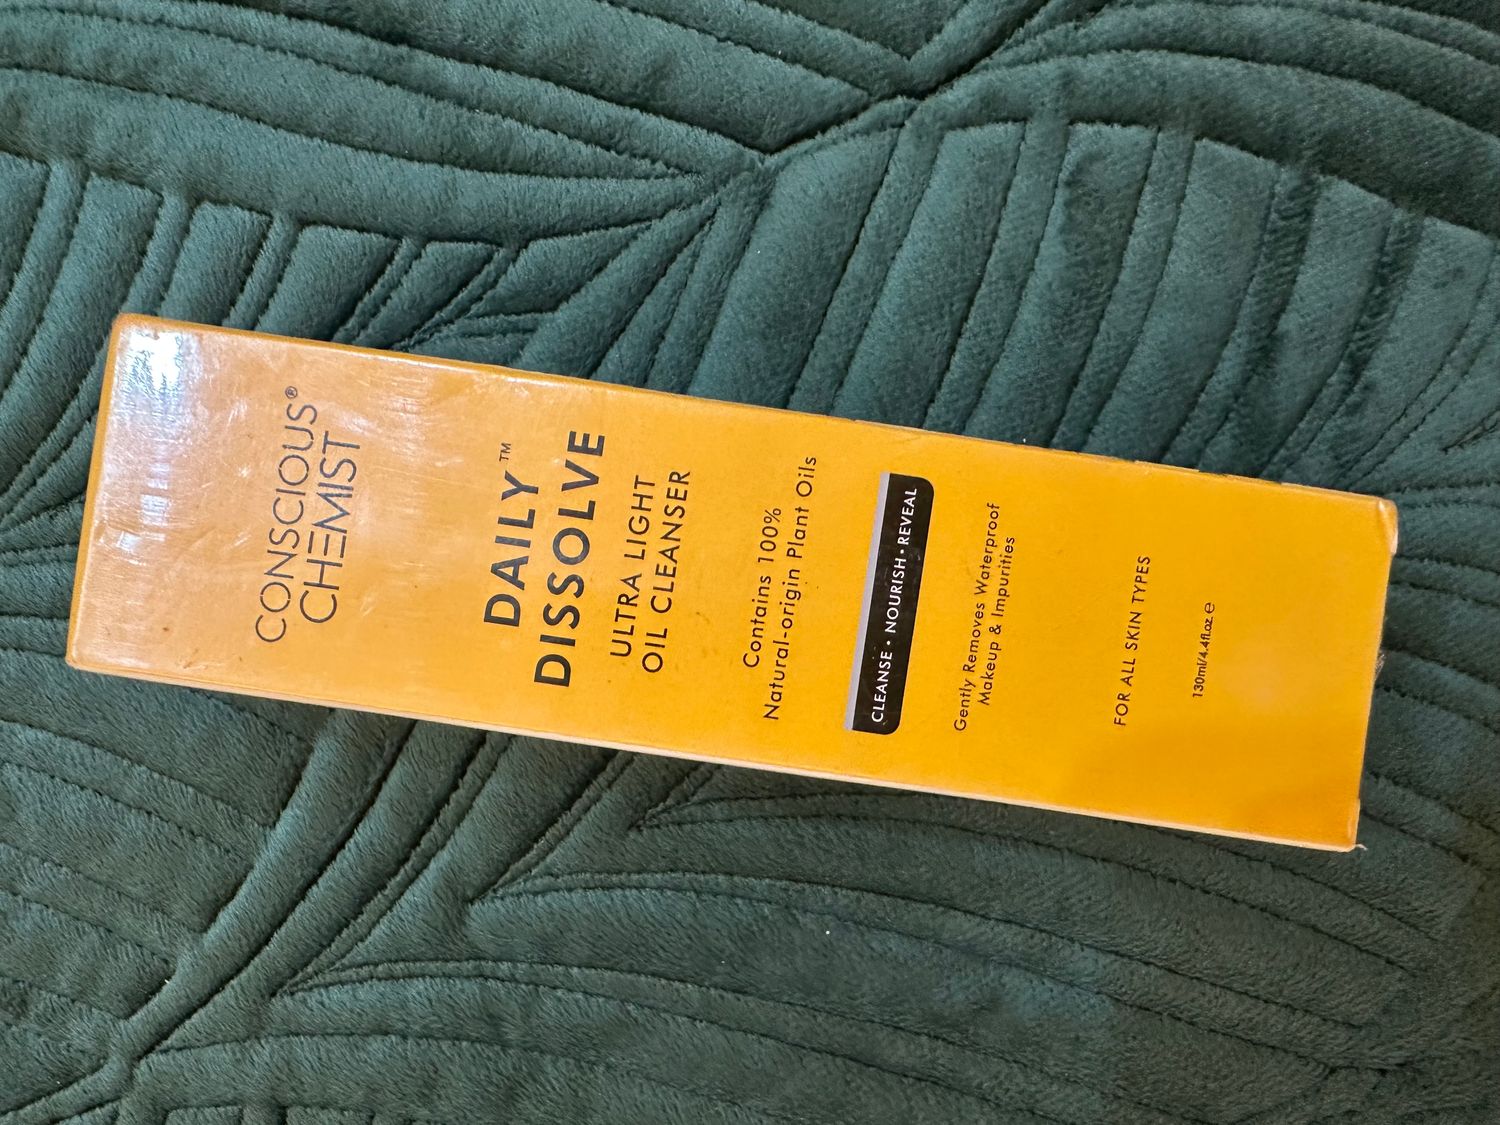 CONSCIOUS®
CHEMIST
DAILY™
DISSOLVE
ULTRA LIGHT
OIL CLEANSER
Contains 100%
Natural-origin Plant Oils
CLEANSE • NOURISH • REVEAL
Gently Removes Waterproof
Makeup & Impurities
FOR ALL SKIN TYPES
130ml/4.4fl.oz.e